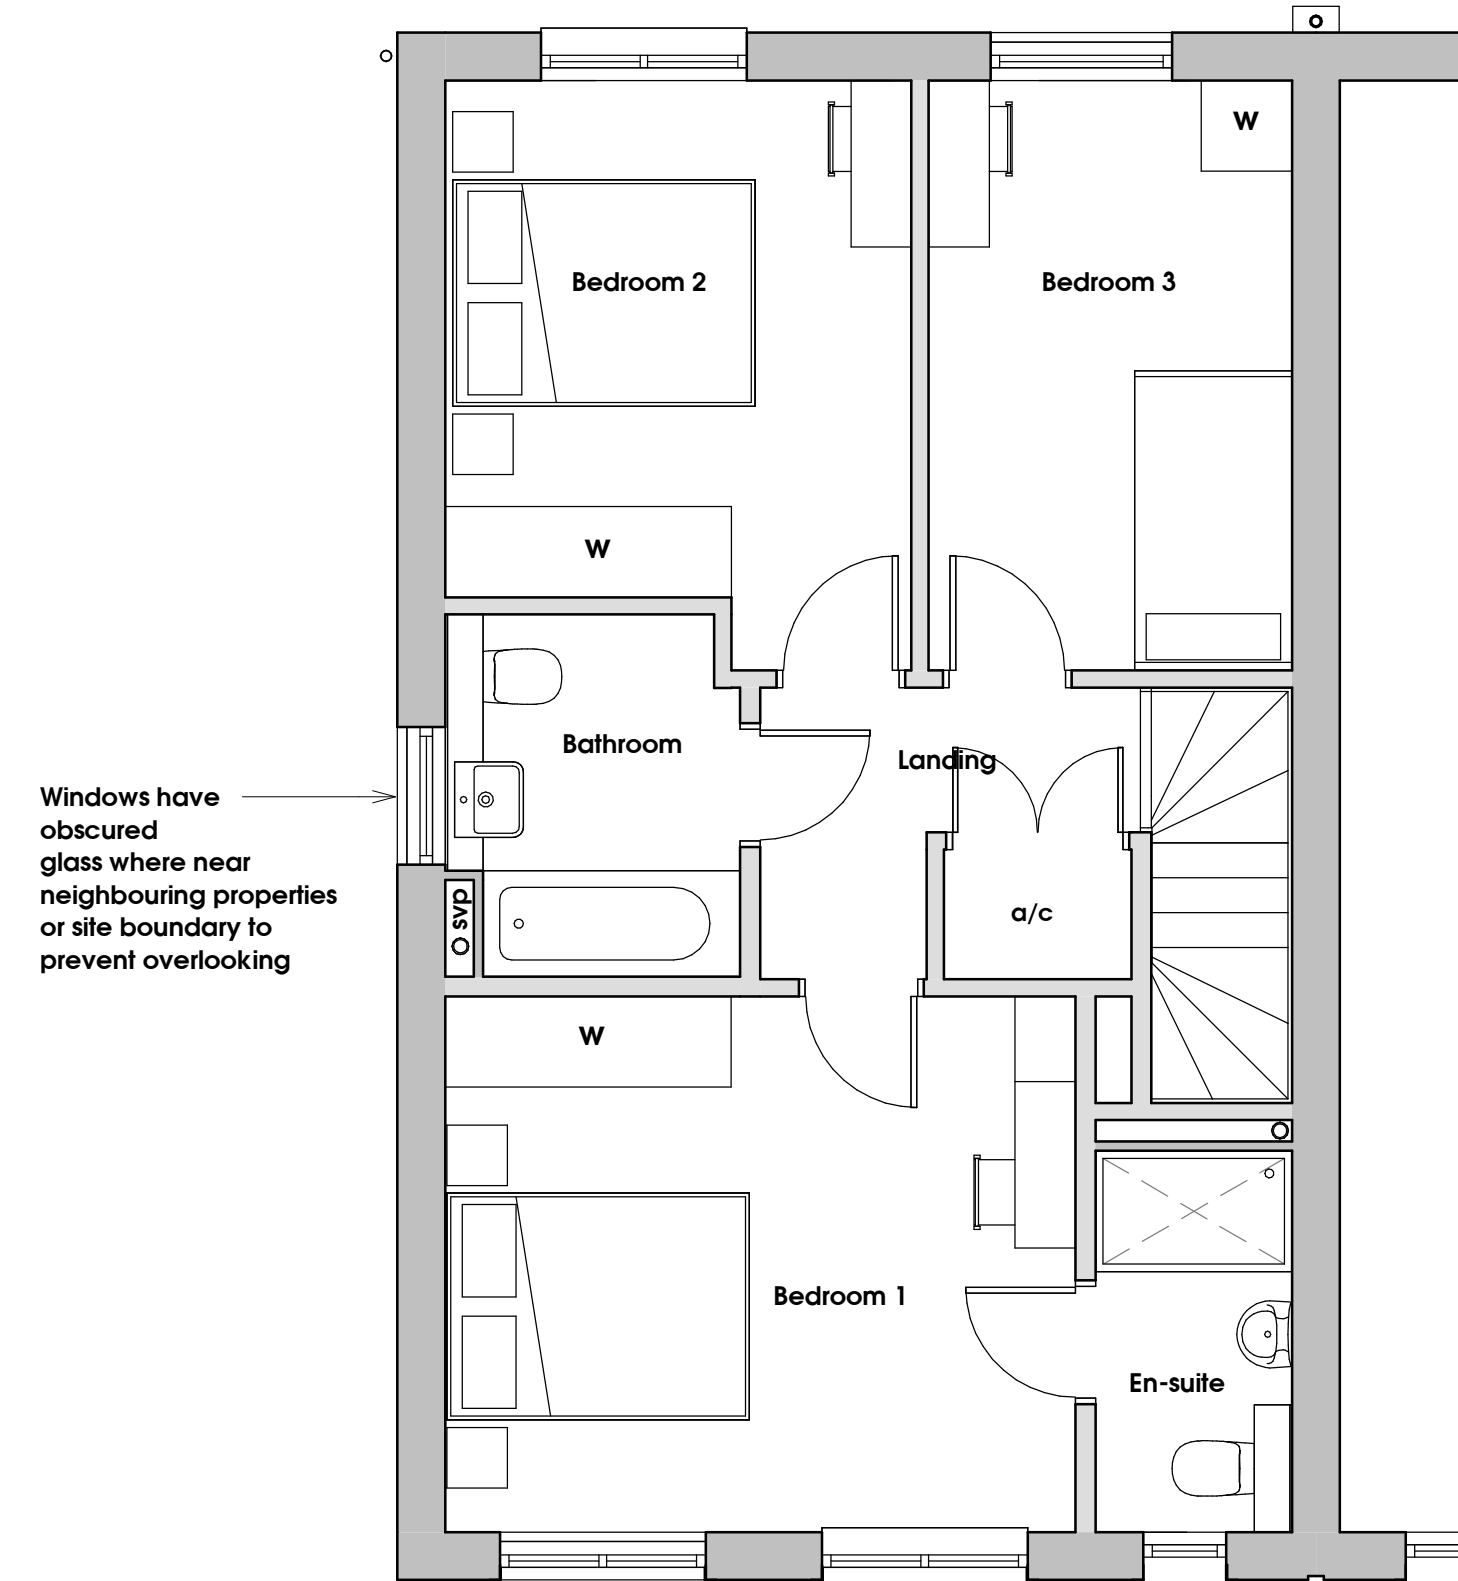 W
Bedroom 2
Bedroom 3
W
Bathroom
Landing
Windows have
obscured
glass where near
neighbouring properties
or site boundary to
prevent overlooking
svp
a/c
W
Bedroom 1
En-suite